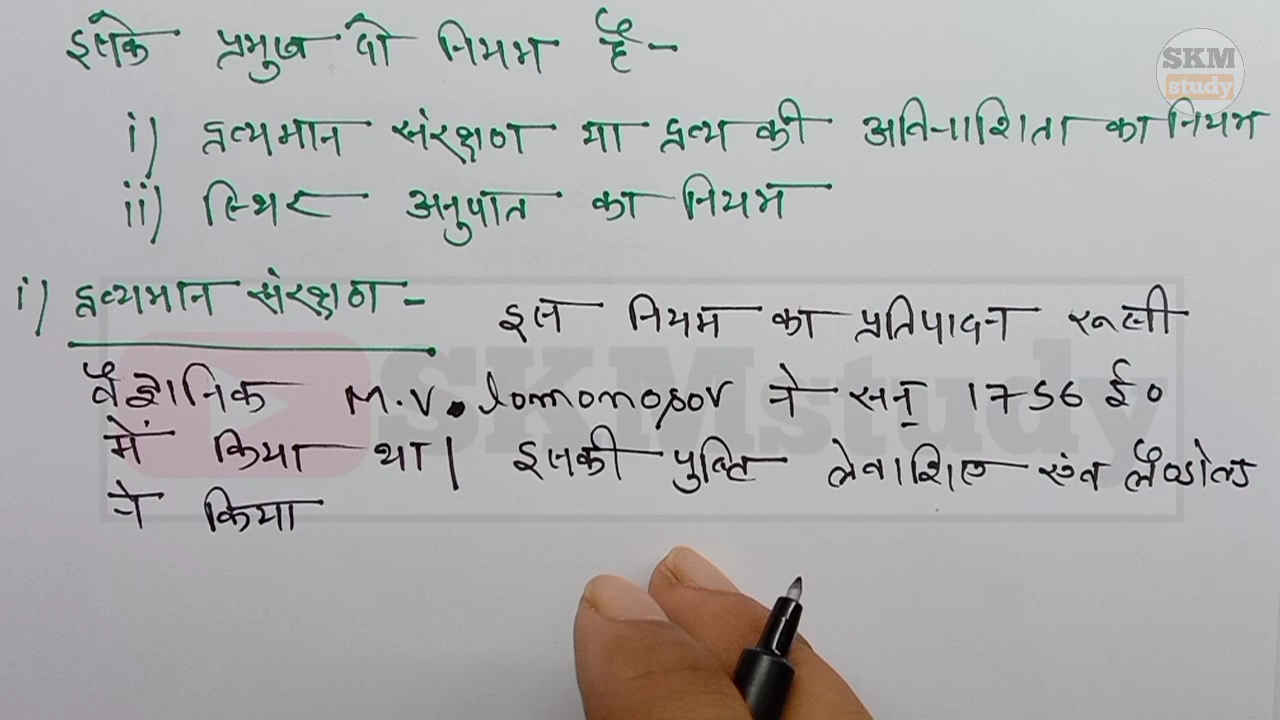 इसके प्रमुख दो नियम है -
SKM
study
i) द्रव्यमान संरक्षण या द्रव्य की अविनाशिता का नियम
ii) स्थिर अनुपात का नियम
i) द्रव्यमान संरक्षण - इस नियम का प्रतिपादन रूसी
वैज्ञानिक M.V. lomonosov ने सन् 1756 ई०
में किया था। इसकी पुष्टि लेवाशिए एंव लैण्डोल्ट
ने किया
SKMstudy